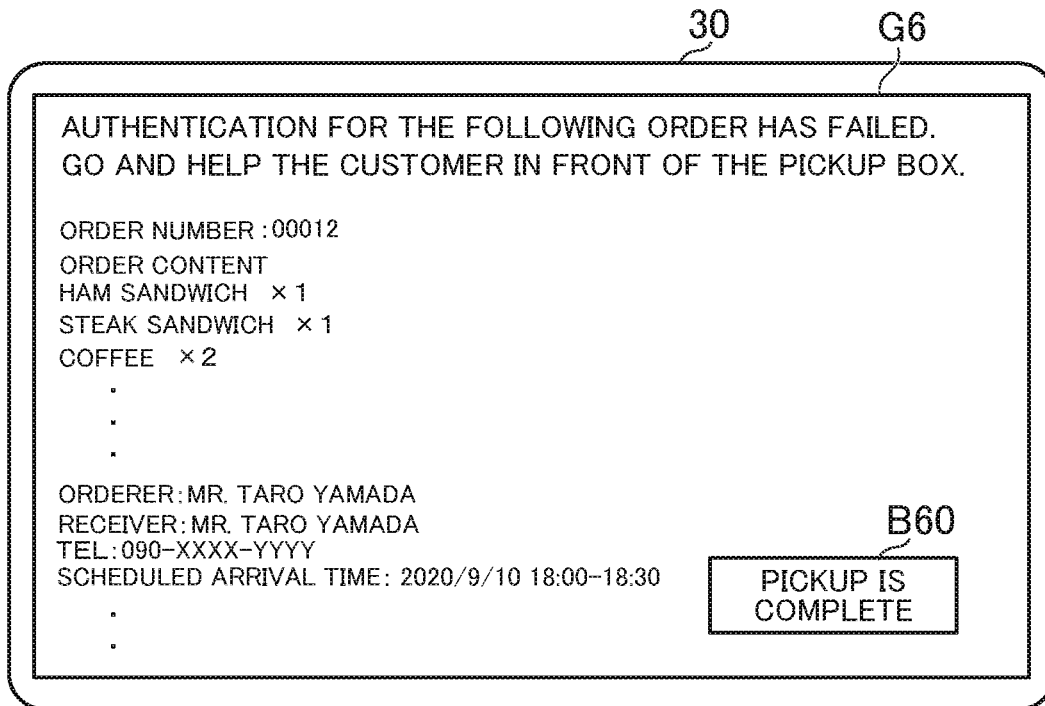 30 G6
AUTHENTICATION FOR THE FOLLOWING ORDER HAS FAILED.
GO AND HELP THE CUSTOMER IN FRONT OF THE PICKUP BOX.
ORDER NUMBER :00012
ORDER CONTENT
HAM SANDWICH ×1
STEAK SANDWICH ×1
COFFEE ×2
ORDERER:MR. TARO YAMADA
RECEIVER:MR. TARO YAMADA
TEL:090-XXXX-YYYY
SCHEDULED ARRIVAL TIME: 2020/9/10 18:00-18:30
B60
PICKUP IS
COMPLETE